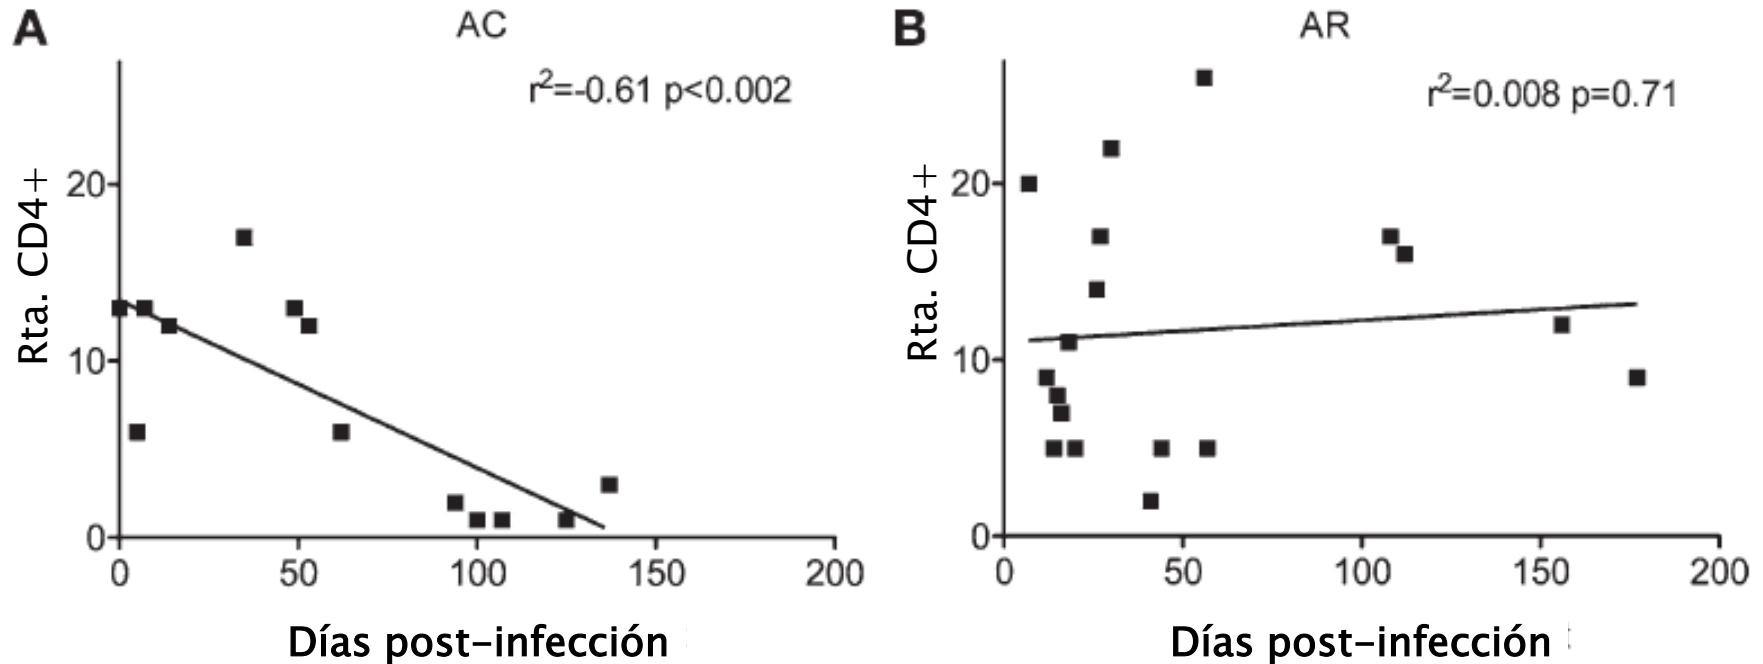 A AC
r²=-0.61 p<0.002
Rta. CD4+
20
10
0
0 50 100 150 200
Días post-infección
B AR
r²=0.008 p=0.71
Rta. CD4+
20
10
0
0 50 100 150 200
Días post-infección